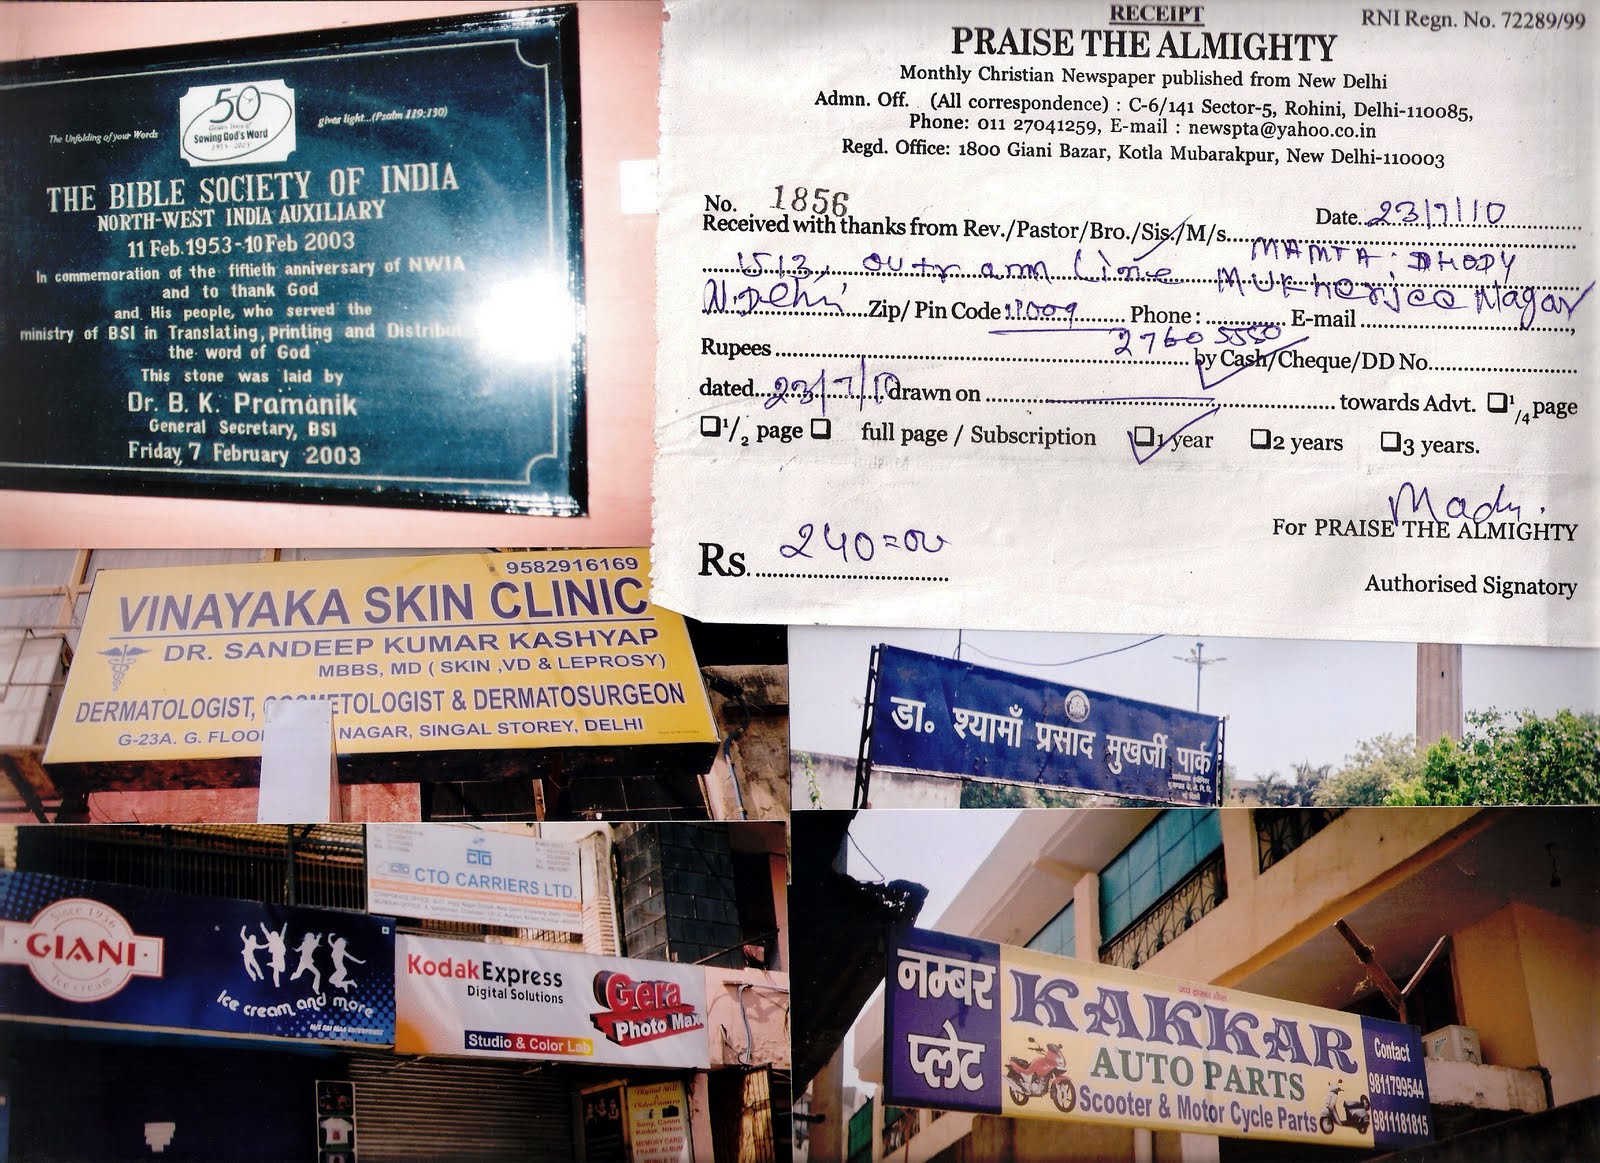 The Unfolding of your Words
50
Golden Years of
Sowing God's Word
1953-2003
gives light...(Psalm 119:130)
THE BIBLE SOCIETY OF INDIA
NORTH-WEST INDIA AUXILIARY
11 Feb.1953-10 Feb 2003
In commemoration of the fiftieth anniversary of NWIA
and to thank God
and His people, who served the
ministry of BSI in Translating, Printing and Distribut
the word of God
This stone was laid by
Dr. B. K. Pramanik
General Secretary, BSI
Friday, 7 February 2003
RECEIPT
RNI Regn. No. 72289/99
PRAISE THE ALMIGHTY
Monthly Christian Newspaper published from New Delhi
Admn. Off. (All correspondence) : C-6/141 Sector-5, Rohini, Delhi-110085,
Phone: 011 27041259, E-mail : newspta@yahoo.co.in
Regd. Office: 1800 Giani Bazar, Kotla Mubarakpur, New Delhi-110003
No. 1856
Date. 23/7/10
Received with thanks from Rev./Pastor/Bro./Sis./M/s. MAMTA DHODY
1513, outram line Mukherjee Nagar
N. Delhi Zip/ Pin Code Phone : 27605550 E-mail
Rupees by Cash/Cheque/DD No.
dated 23/7/10 drawn on towards Advt. 1/4 page
1/2 page full page / Subscription 1 year 2 years 3 years.
For PRAISE THE ALMIGHTY
Rs. 240=00
Authorised Signatory
9582916169
VINAYAKA SKIN CLINIC
DR. SANDEEP KUMAR KASHYAP
MBBS, MD ( SKIN ,VD & LEPROSY)
DERMATOLOGIST, COSMETOLOGIST & DERMATOSURGEON
G-23A. G. FLOOR NAGAR, SINGAL STOREY, DELHI
डा॰ श्यामाँ प्रसाद मुखर्जी पार्क
CTO
CTO CARRIERS LTD.
Since 1956
GIANI
Ice cream
Ice cream and more
Kodak Express
Digital Solutions
Studio & Color Lab
Gera
Photo Max
नम्बर
प्लेट
KAKKAR
AUTO PARTS
Scooter & Motor Cycle Parts
Contact
9811799544
9811181815